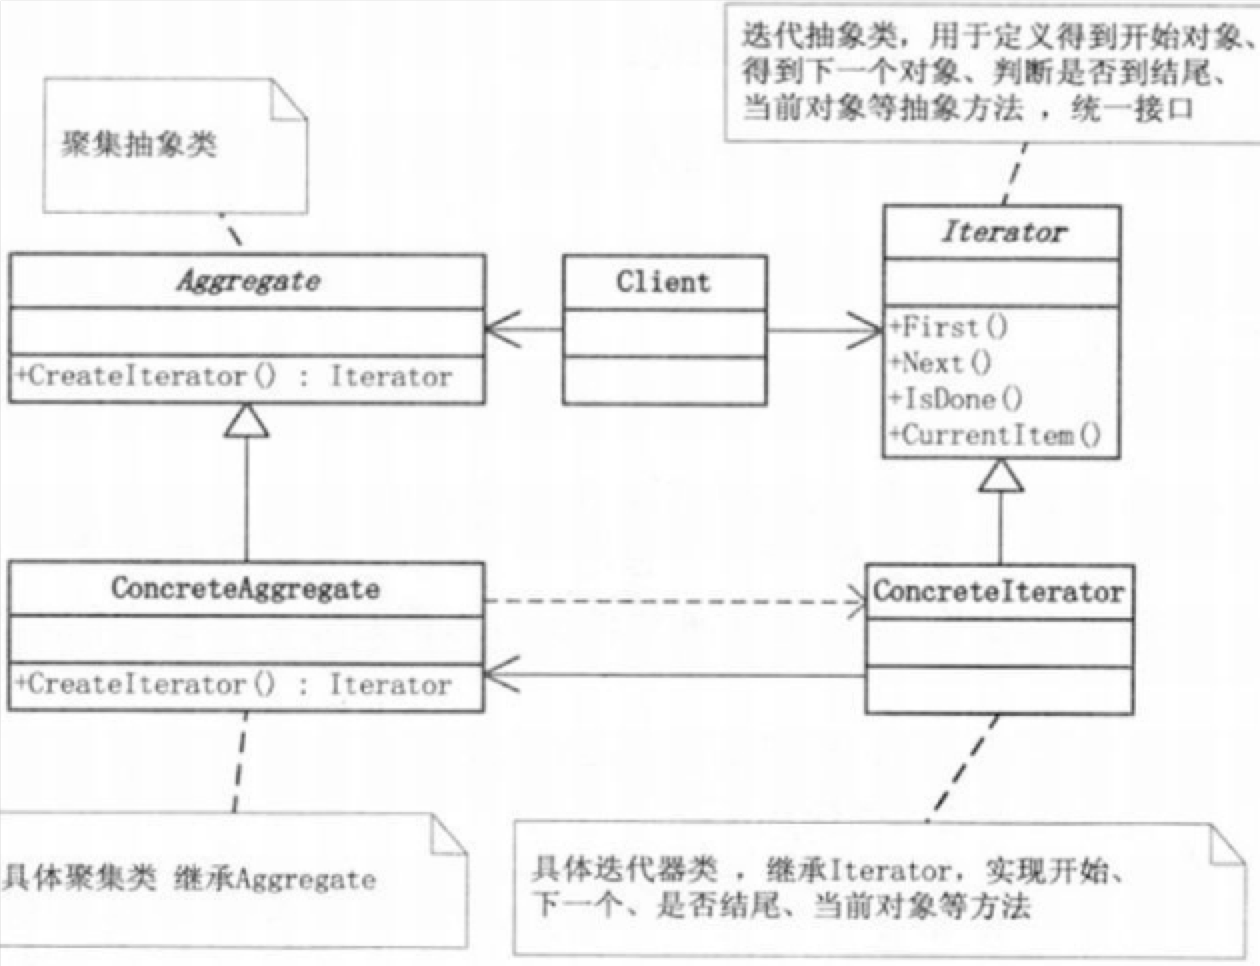 迭代抽象类，用于定义得到开始对象、
得到下一个对象、判断是否到结尾、
当前对象等抽象方法 ，统一接口
聚集抽象类
Iterator
Aggregate
Client
+First()
+Next()
+CreateIterator() : Iterator
+IsDone()
+CurrentItem()
ConcreteAggregate
ConcreteIterator
+CreateIterator() : Iterator
具体聚集类 继承Aggregate
具体迭代器类 ，继承Iterator，实现开始、
下一个、是否结尾、当前对象等方法